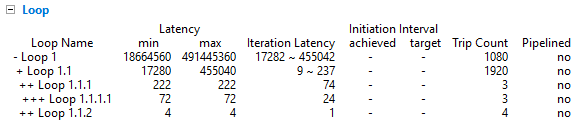 Loop
Latency Initiation Interval
Loop Name min max Iteration Latency achieved target Trip Count Pipelined
- Loop 1 18664560 491445360 17282 ~ 455042 - - 1080 no
+ Loop 1.1 17280 455040 9 ~ 237 - - 1920 no
++ Loop 1.1.1 222 222 74 - - 3 no
+++ Loop 1.1.1.1 72 72 24 - - 3 no
++ Loop 1.1.2 4 4 1 - - 4 no